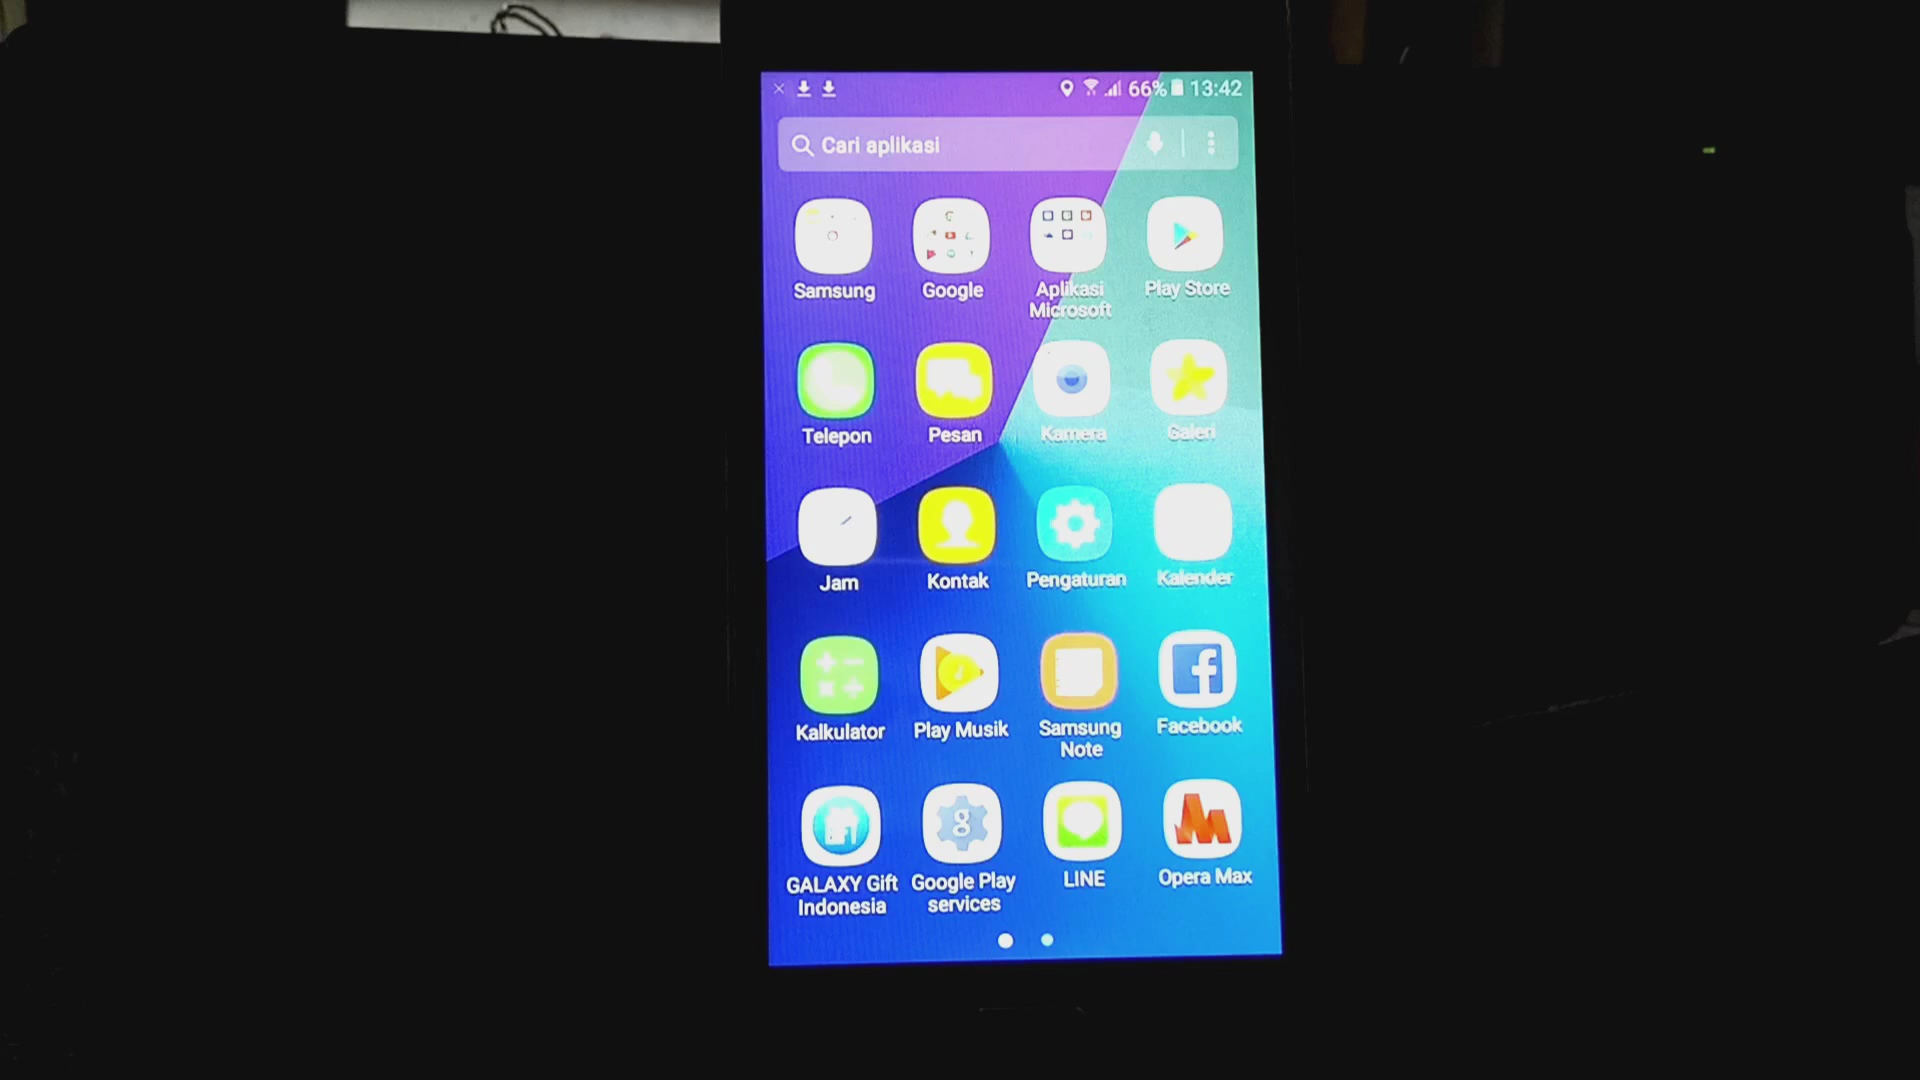 66% 13:42
Cari aplikasi
Samsung Google Aplikasi Microsoft Play Store
Telepon Pesan Kamera Galeri
Jam Kontak Pengaturan Kalender
Kalkulator Play Musik Samsung Note Facebook
GALAXY Gift Indonesia Google Play services LINE Opera Max